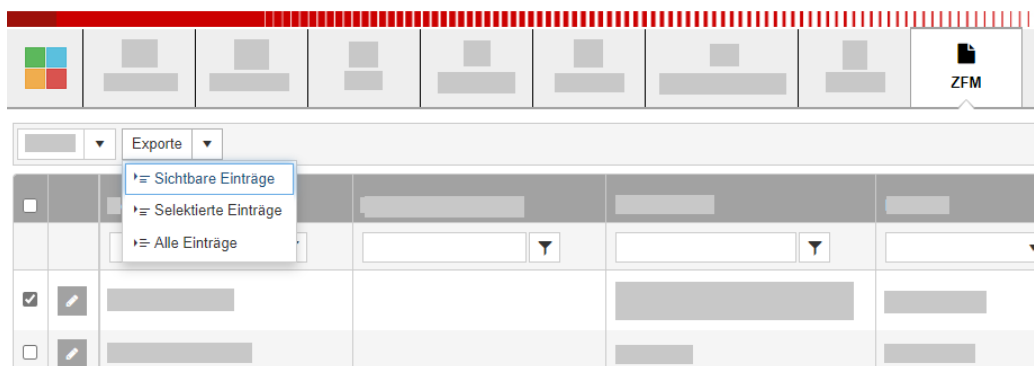 ZFM
Exporte
Sichtbare Einträge
Selektierte Einträge
Alle Einträge